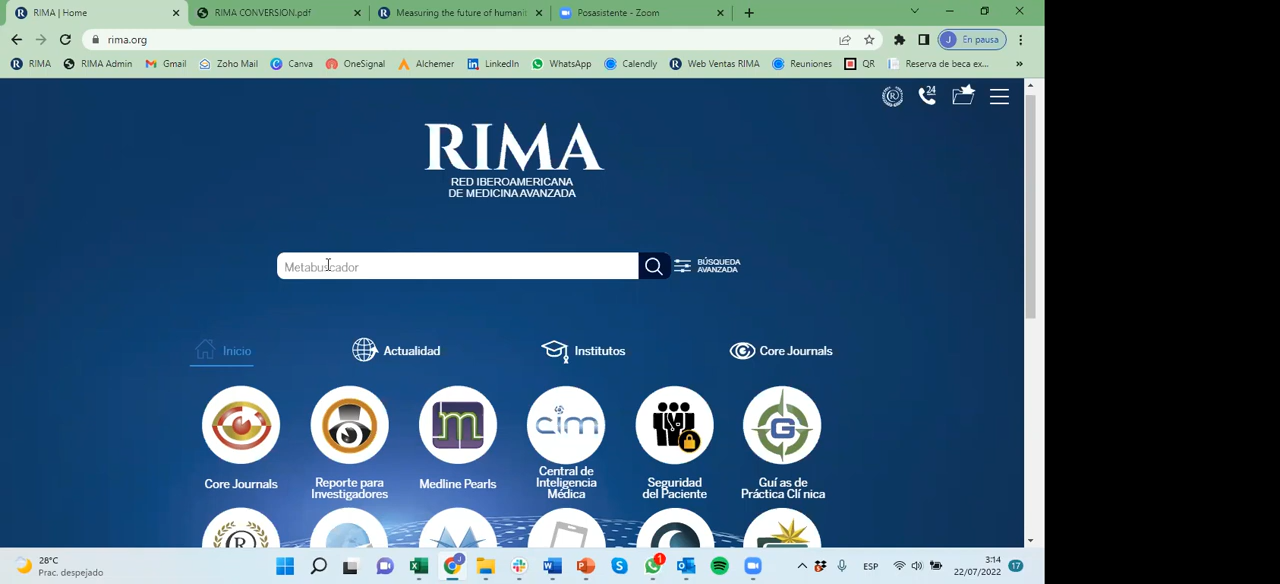 RIMA | Home
RIMA CONVERSION.pdf
Measuring the future of humanit
Posasistente - Zoom
rima.org
J En pausa
RIMA
RIMA Admin
Gmail
Zoho Mail
Canva
OneSignal
Alchemer
LinkedIn
WhatsApp
Calendly
Web Ventas RIMA
Reuniones
QR
Reserva de beca ex...
»
24
RIMA
RED IBEROAMERICANA
DE MEDICINA AVANZADA
Metabuscador
BÚSQUEDA
AVANZADA
Inicio
Actualidad
Institutos
Core Journals
m
cim
G
Core Journals
Reporte para
Investigadores
Medline Pearls
Central de
Inteligencia
Médica
Seguridad
del Paciente
Guí as de
Práctica Clí nica
R
28°C
Prac. despejado
1
ESP
3:14
22/07/2022
17